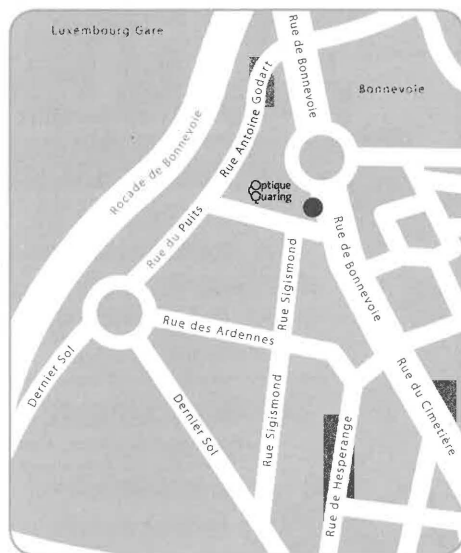 Luxembourg Gare
Rue de Bonnevoie
Bonnevoie
Rue Antoine Godart
Rocade de Bonnevoie
Optique
Quaring
Rue du Puits
Rue de Bonnevoie
Rue Sigismond
Rue des Ardennes
Dernier Sol
Dernier Sol
Rue Sigismond
Rue du Cimetière
Rue de Hesperange